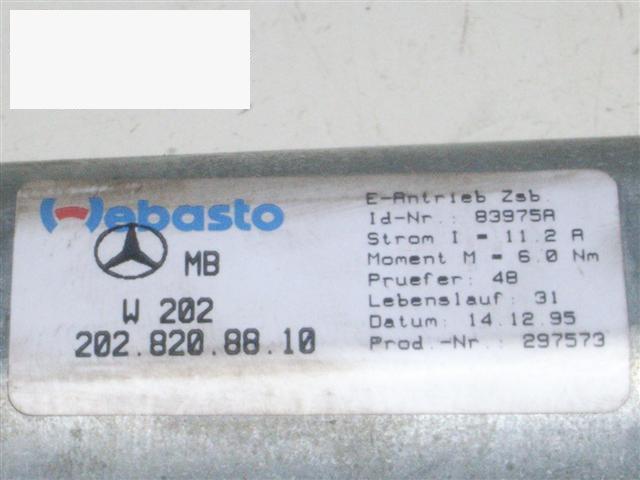 Webasto
MB
W 202
202.820.88.10
E-Antrieb Zsb.
Id-Nr.: 83975A
Strom I = 11.2 A
Moment M = 6.0 Nm
Pruefer: 48
Lebenslauf: 31
Datum: 14.12.95
Prod.-Nr.: 297573